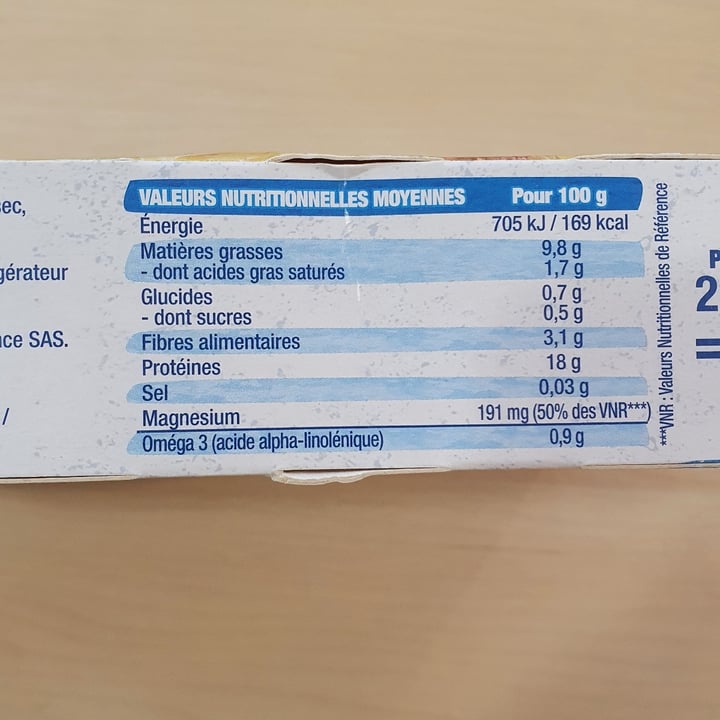 sec,
gérateur
nce SAS.
/
VALEURS NUTRITIONNELLES MOYENNES Pour 100 g
Énergie 705 kJ / 169 kcal
Matières grasses 9,8 g
- dont acides gras saturés 1,7 g
Glucides 0,7 g
- dont sucres 0,5 g
Fibres alimentaires 3,1 g
Protéines 18 g
Sel 0,03 g
Magnesium 191 mg (50% des VNR***)
Oméga 3 (acide alpha-linolénique) 0,9 g
***VNR : Valeurs Nutritionnelles de Référence
P
2